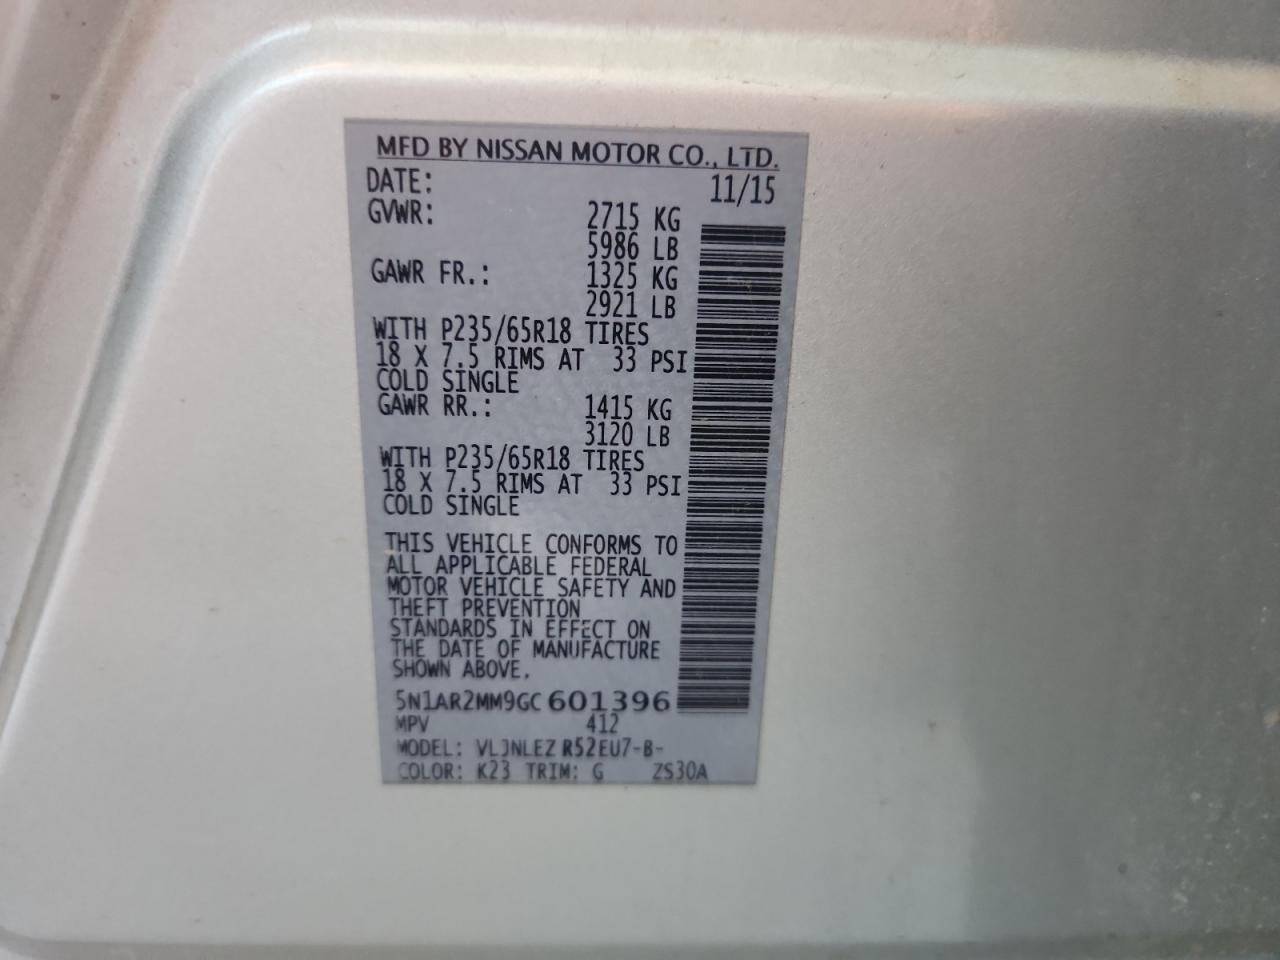 MFD BY NISSAN MOTOR CO., LTD.
DATE: 11/15
GVWR: 2715 KG
5986 LB
GAWR FR.: 1325 KG
2921 LB
WITH P235/65R18 TIRES
18 X 7.5 RIMS AT 33 PSI
COLD SINGLE
GAWR RR.: 1415 KG
3120 LB
WITH P235/65R18 TIRES
18 X 7.5 RIMS AT 33 PSI
COLD SINGLE
THIS VEHICLE CONFORMS TO
ALL APPLICABLE FEDERAL
MOTOR VEHICLE SAFETY AND
THEFT PREVENTION
STANDARDS IN EFFECT ON
THE DATE OF MANUFACTURE
SHOWN ABOVE.
5N1AR2MM9GC601396
MPV 412
MODEL: VLJNLEZ R52EU7-B-
COLOR: K23 TRIM: G ZS30A